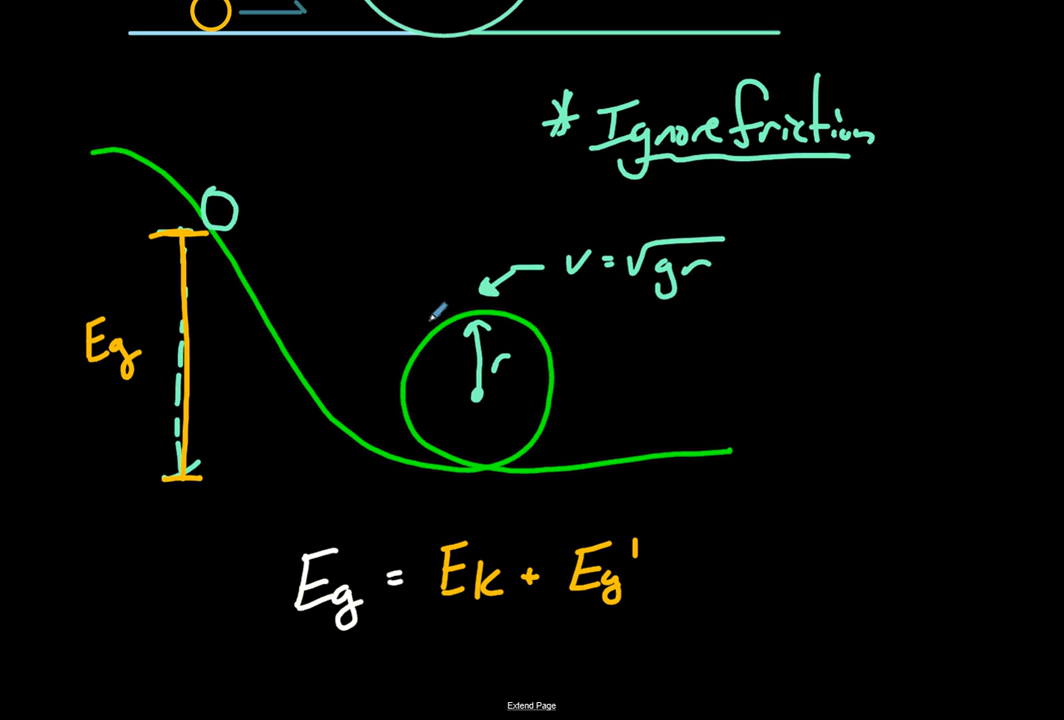 * Ignore friction
v = √gr
Eg
r
Eg = Ek + Eg'
Extend Page